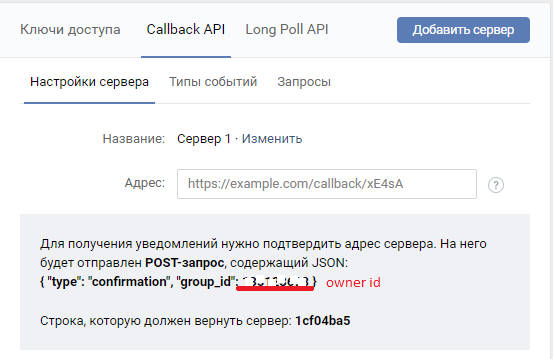 Ключи доступа Callback API Long Poll API Добавить сервер
Настройки сервера Типы событий Запросы
Название: Сервер 1 · Изменить
Адрес: https://example.com/callback/xE4sA ?
Для получения уведомлений нужно подтвердить адрес сервера. На него
будет отправлен POST-запрос, содержащий JSON:
{ "type": "confirmation", "group_id": } owner id
Строка, которую должен вернуть сервер: 1cf04ba5